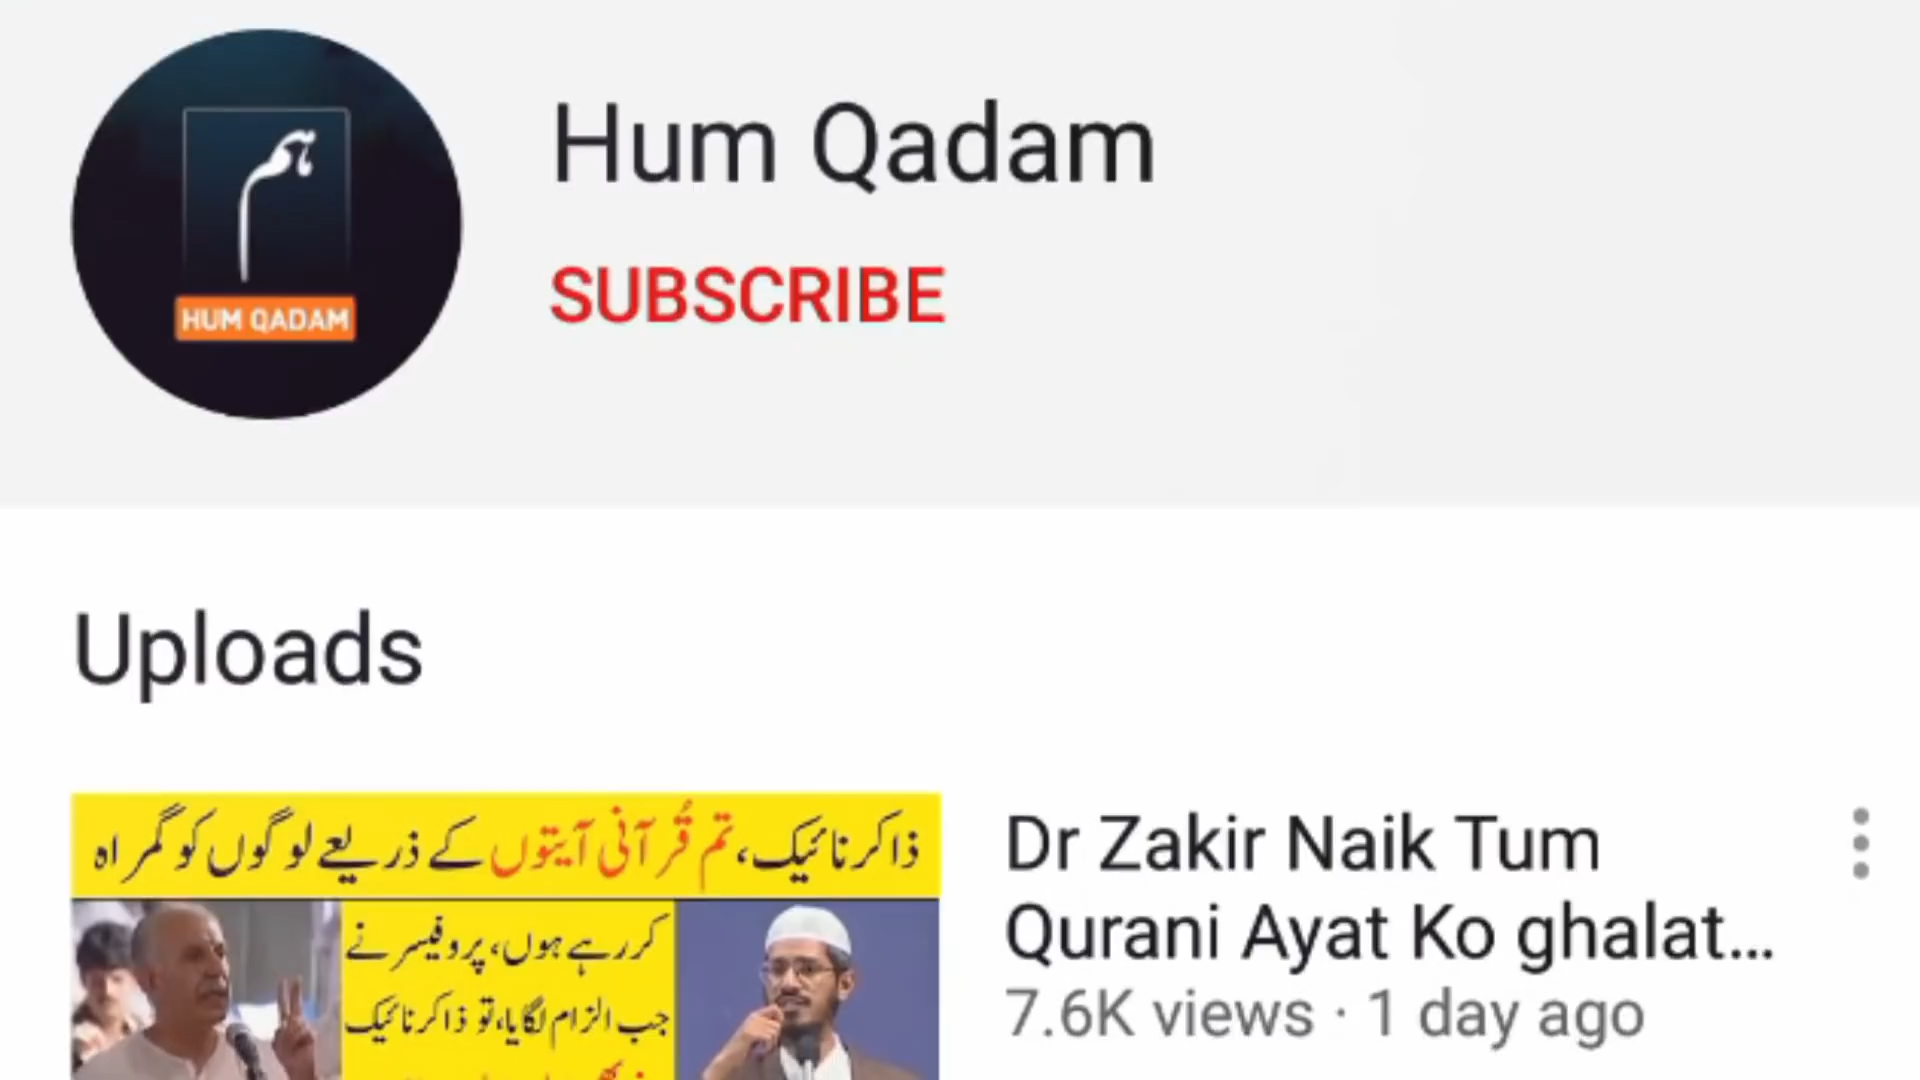 ہم
HUM QADAM
Hum Qadam
SUBSCRIBE
Uploads
ذاکر نائیک، تم قُرآنی آیتوں کے ذریعے لوگوں کو گمراہ
کر رہے ہوں، پروفیسر نے
جب الزام لگایا، تو ذاکر نائیک
Dr Zakir Naik Tum
Qurani Ayat Ko ghalat...
7.6K views · 1 day ago